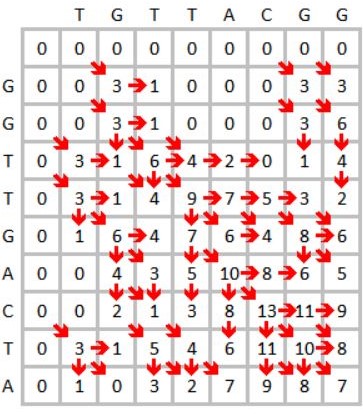 T G T T A C G G
0 0 0 0 0 0 0 0 0
G 0 0 3 1 0 0 0 3 3
G 0 0 3 1 0 0 0 3 6
T 0 3 1 6 4 2 0 1 4
T 0 3 1 4 9 7 5 3 2
G 0 1 6 4 7 6 4 8 6
A 0 0 4 3 5 10 8 6 5
C 0 0 2 1 3 8 13 11 9
T 0 3 1 5 4 6 11 10 8
A 0 1 0 3 2 7 9 8 7